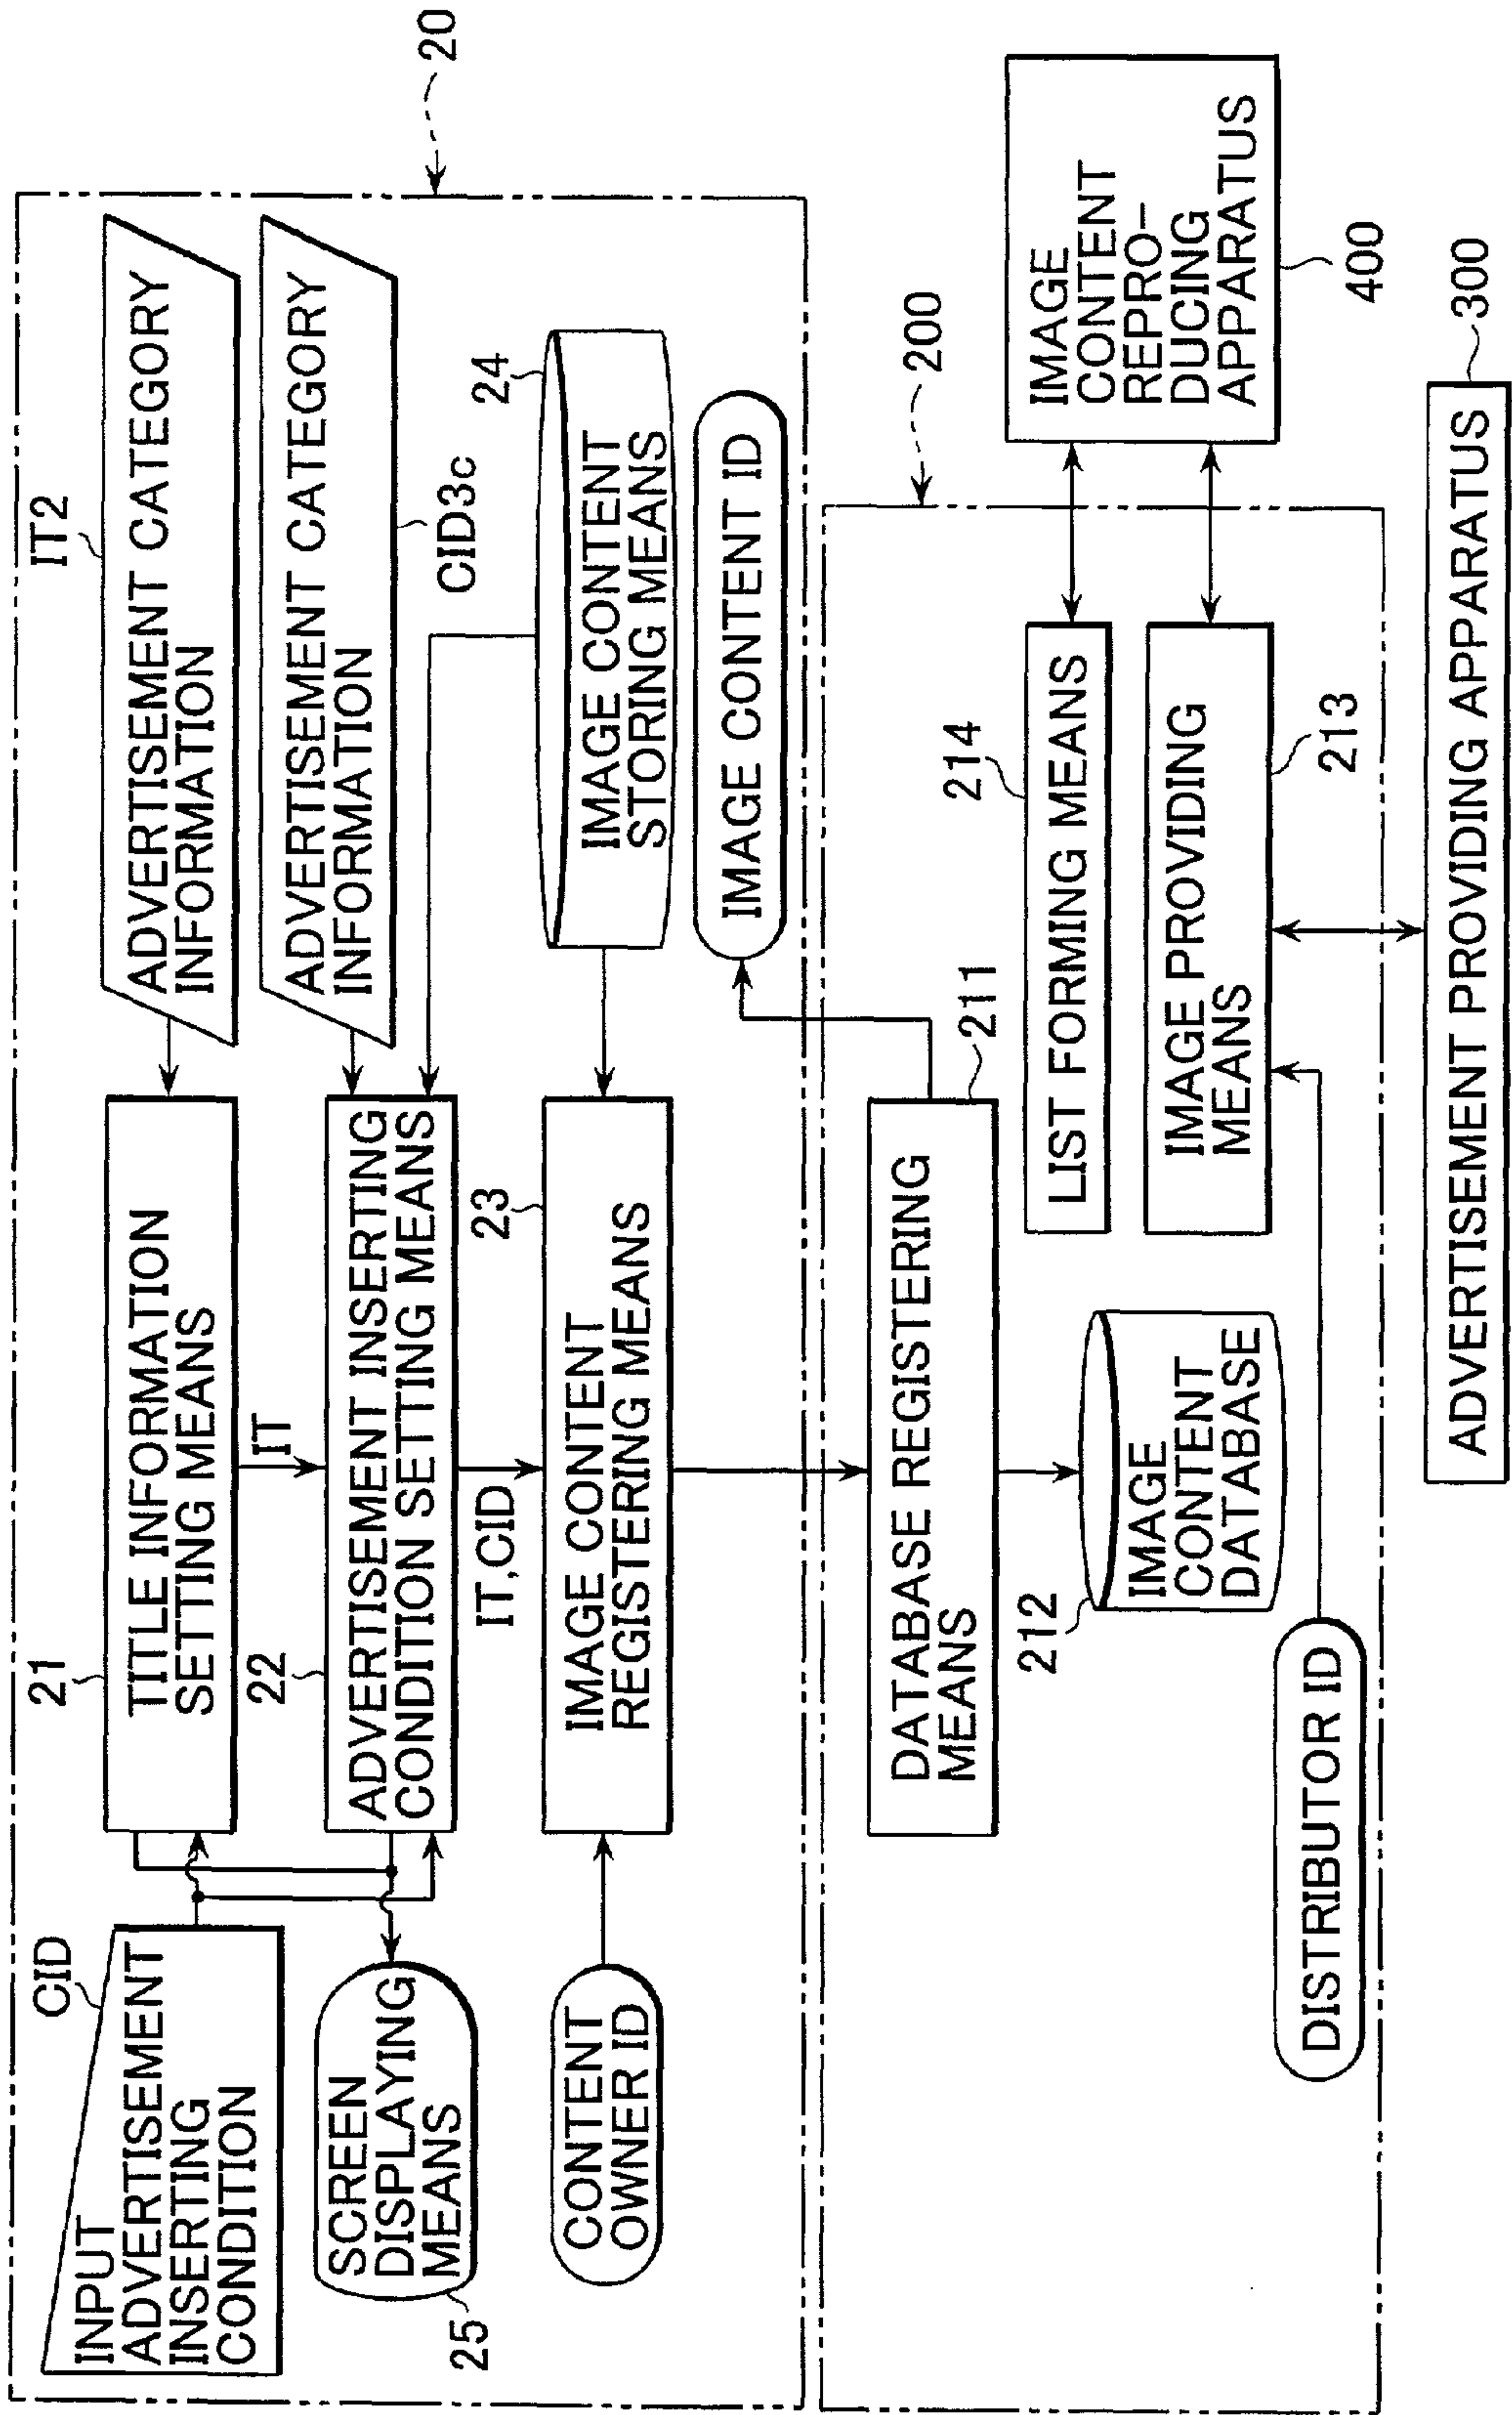 20
IT2
ADVERTISEMENT CATEGORY
INFORMATION
ADVERTISEMENT CATEGORY
INFORMATION
CID3c
24
IMAGE CONTENT
STORING MEANS
IMAGE CONTENT ID
21
TITLE INFORMATION
SETTING MEANS
IT
22
ADVERTISEMENT INSERTING
CONDITION SETTING MEANS
IT,CID
23
IMAGE CONTENT
REGISTERING MEANS
CID
INPUT
ADVERTISEMENT
INSERTING
CONDITION
SCREEN
DISPLAYING
MEANS
25
CONTENT
OWNER ID
200
211
DATABASE REGISTERING
MEANS
212
IMAGE
CONTENT
DATABASE
214
LIST FORMING MEANS
IMAGE PROVIDING
MEANS
213
DISTRIBUTOR ID
IMAGE
CONTENT
REPRO-
DUCING
APPARATUS
400
300
ADVERTISEMENT PROVIDING APPARATUS